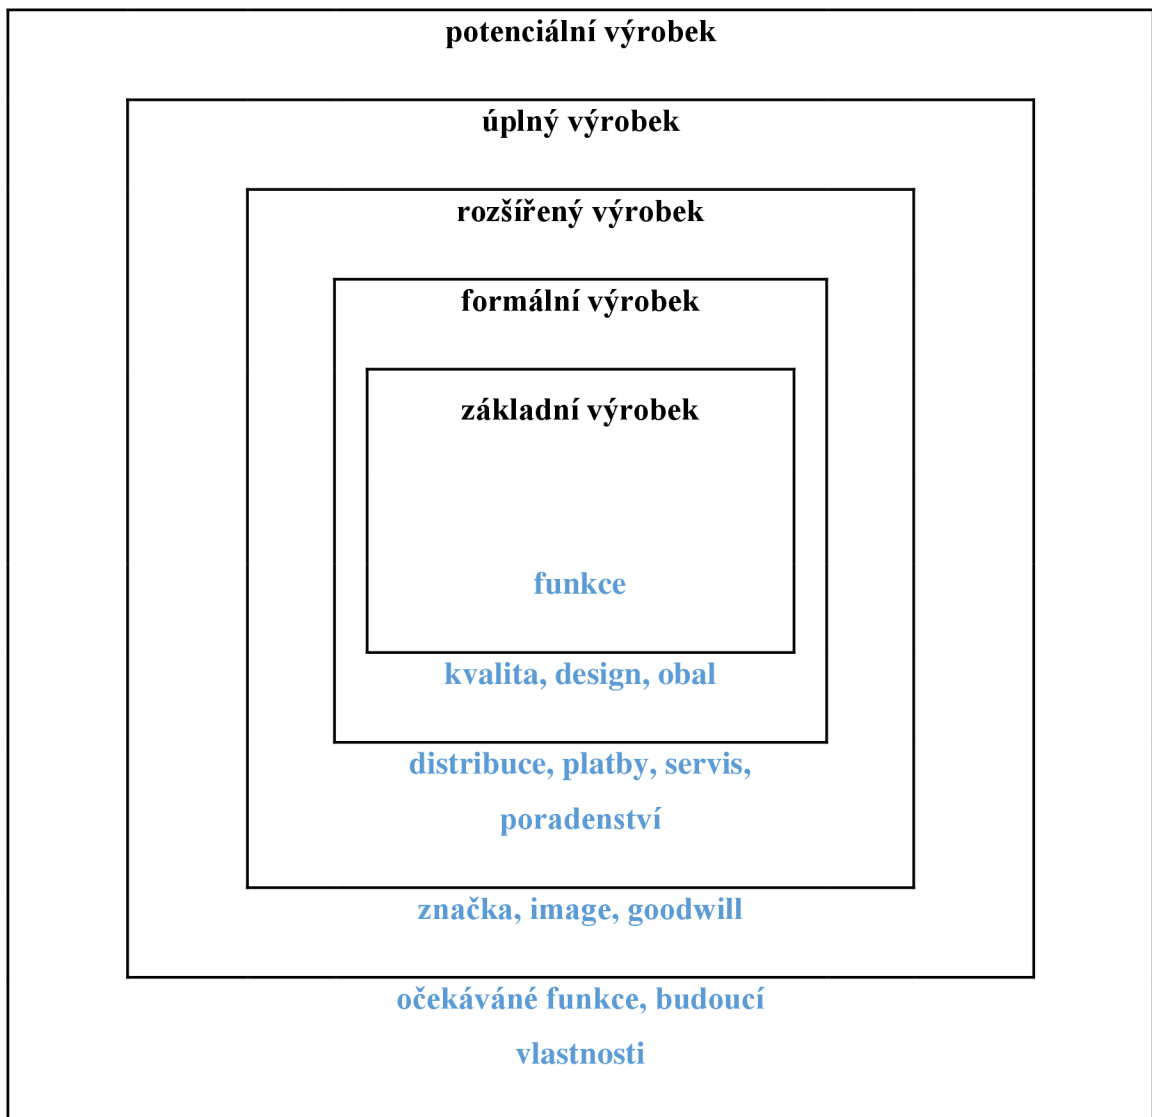 potenciální výrobek
úplný výrobek
rozšířený výrobek
formální výrobek
základní výrobek
funkce
kvalita, design, obal
distribuce, platby, servis,
poradenství
značka, image, goodwill
očekáváné funkce, budoucí
vlastnosti